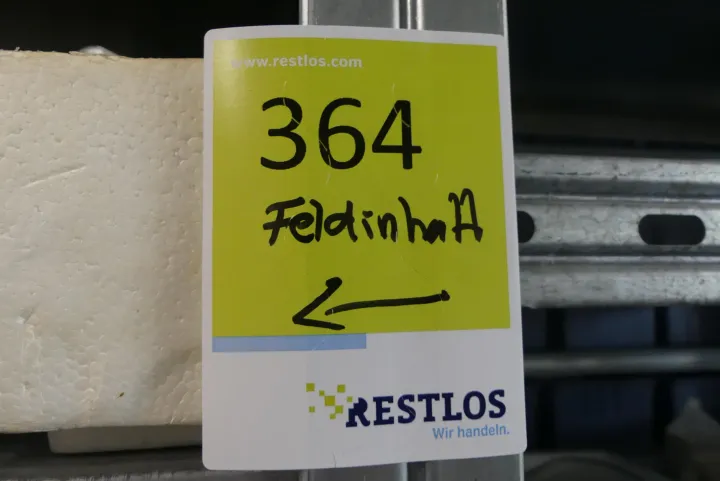 www.restlos.com
364
Feldinhalt
RESTLOS
Wir handeln.